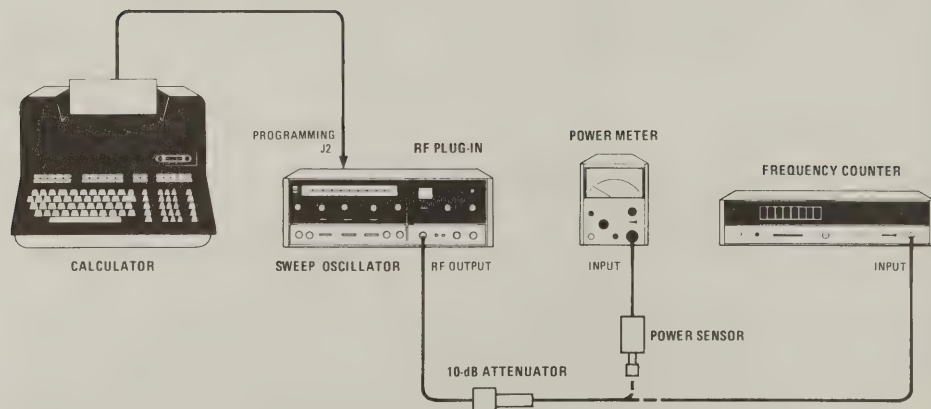 PROGRAMMING
J2
RF PLUG-IN
POWER METER
FREQUENCY COUNTER
CALCULATOR
SWEEP OSCILLATOR
RF OUTPUT
INPUT
INPUT
POWER SENSOR
10-dB ATTENUATOR